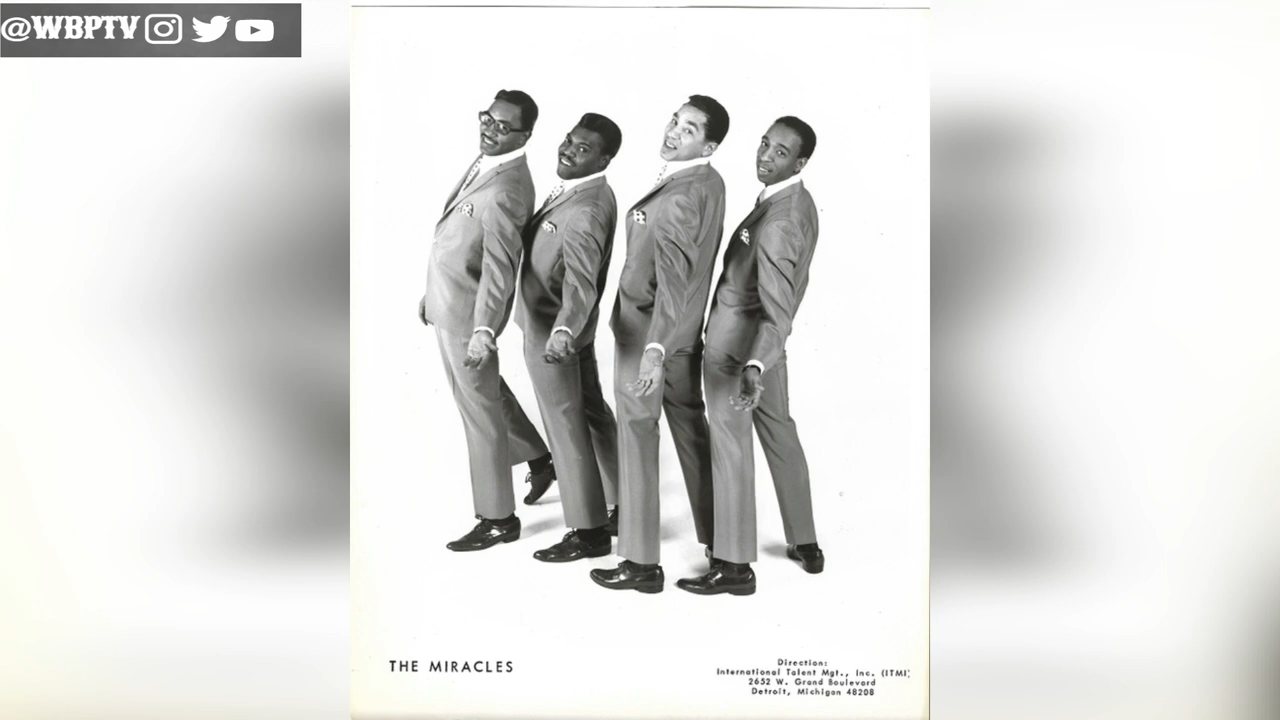 @WBPTV
THE MIRACLES
Direction:
International Talent Mgt., Inc. (ITMI)
2652 W. Grand Boulevard
Detroit, Michigan 48208